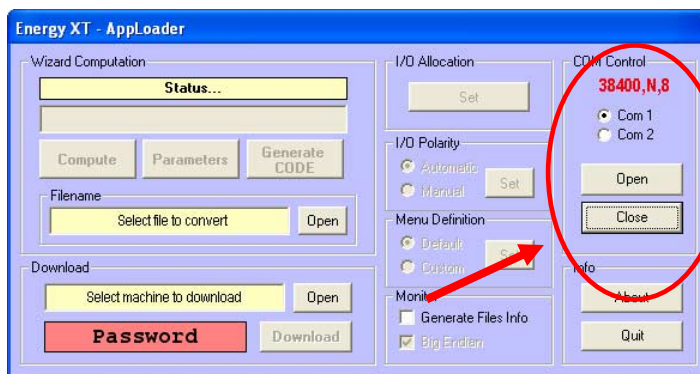 Energy XT - AppLoader
Wizard Computation
Status...
Compute
Parameters
Generate
CODE
Filename
Select file to convert
Open
Download
Select machine to download
Open
Password
Download
I/O Allocation
Set
I/O Polarity
Automatic
Manual
Set
Menu Definition
Default
Custom
Set
Monitor
Generate Files Info
Big Endian
COM Control
38400,N,8
Com 1
Com 2
Open
Close
Info
About
Quit